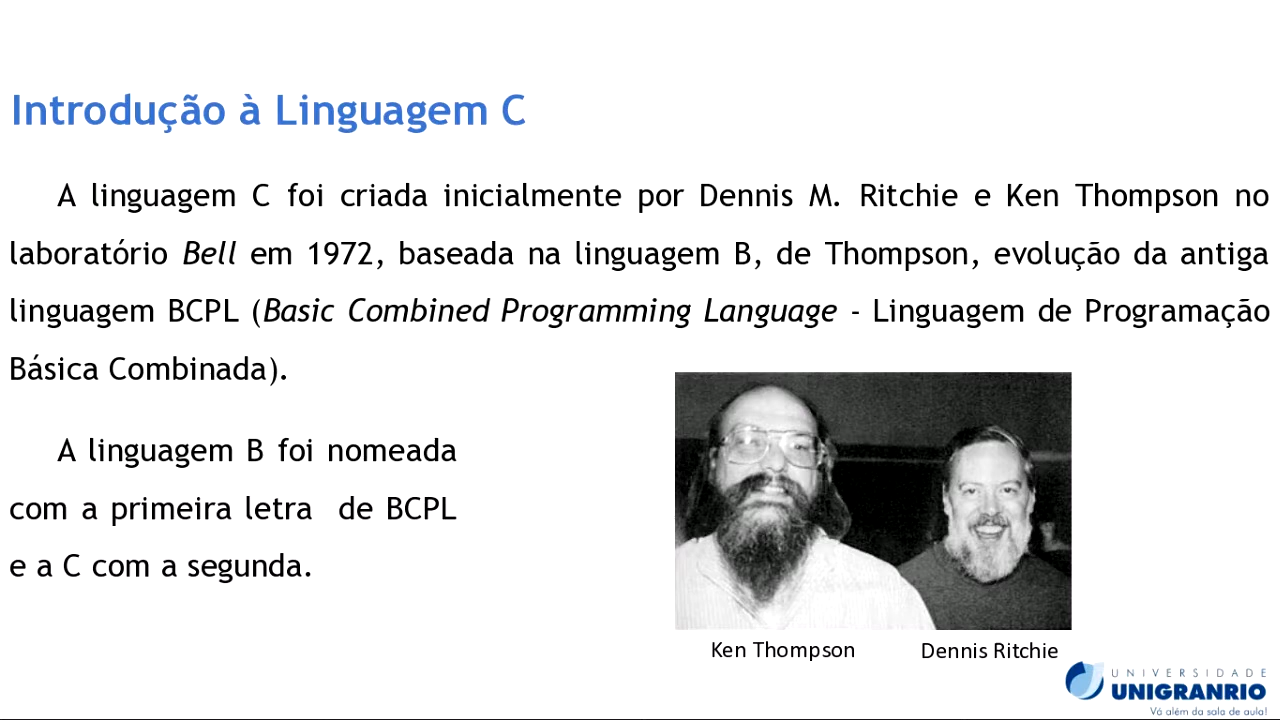 Introdução à Linguagem C
A linguagem C foi criada inicialmente por Dennis M. Ritchie e Ken Thompson no
laboratório Bell em 1972, baseada na linguagem B, de Thompson, evolução da antiga
linguagem BCPL (Basic Combined Programming Language - Linguagem de Programação
Básica Combinada).
A linguagem B foi nomeada
com a primeira letra de BCPL
e a C com a segunda.
Ken Thompson
Dennis Ritchie
UNIVERSIDADE
UNIGRANRIO
Vá além da sala de aula!